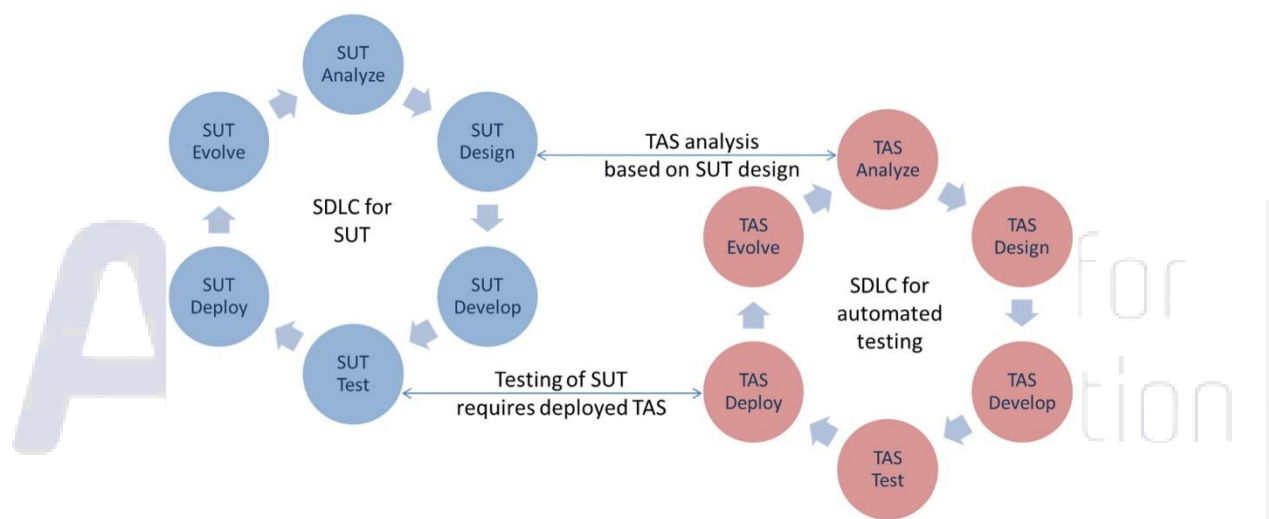 SUT
Analyze
SUT
Evolve
SUT
Design
SDLC for
SUT
SUT
Deploy
SUT
Develop
SUT
Test
TAS analysis
based on SUT design
Testing of SUT
requires deployed TAS
TAS
Analyze
TAS
Evolve
TAS
Design
SDLC for
automated
testing
TAS
Deploy
TAS
Develop
TAS
Test
for
tion